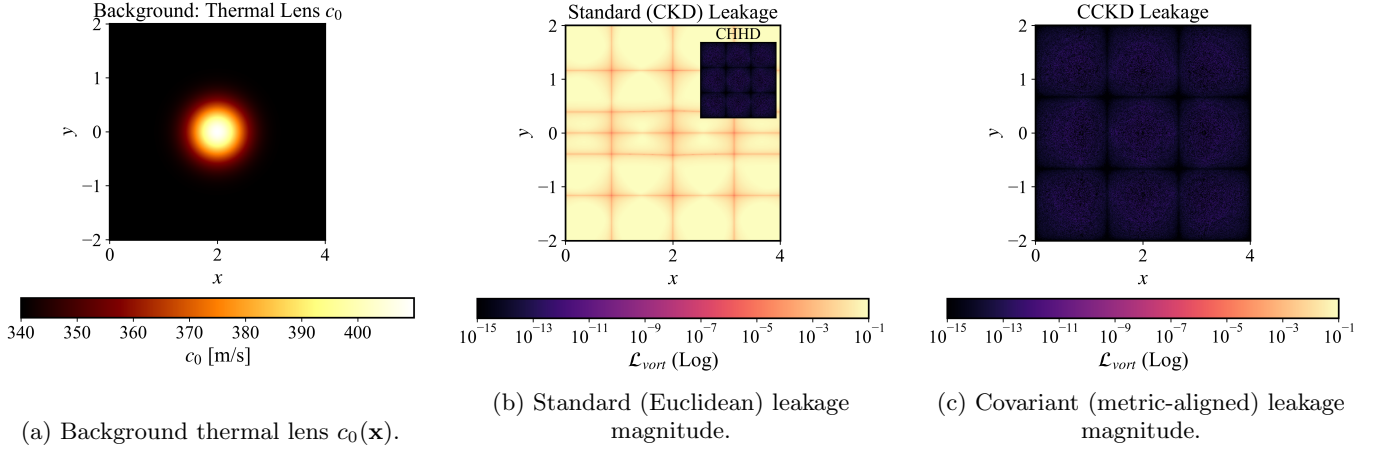 Background: Thermal Lens c₀
2
1
0
−1
−2
y
0
2
4
x
340
350
360
370
380
390
400
c₀ [m/s]
(a) Background thermal lens c₀(𝐱).
Standard (CKD) Leakage
CHHD
2
1
0
−1
−2
y
0
2
4
x
10⁻¹⁵
10⁻¹³
10⁻¹¹
10⁻⁹
10⁻⁷
10⁻⁵
10⁻³
10⁻¹
𝓛ᵥₒᵣₜ (Log)
(b) Standard (Euclidean) leakage
magnitude.
CCKD Leakage
2
1
0
−1
−2
y
0
2
4
x
10⁻¹⁵
10⁻¹³
10⁻¹¹
10⁻⁹
10⁻⁷
10⁻⁵
10⁻³
10⁻¹
𝓛ᵥₒᵣₜ (Log)
(c) Covariant (metric-aligned) leakage
magnitude.